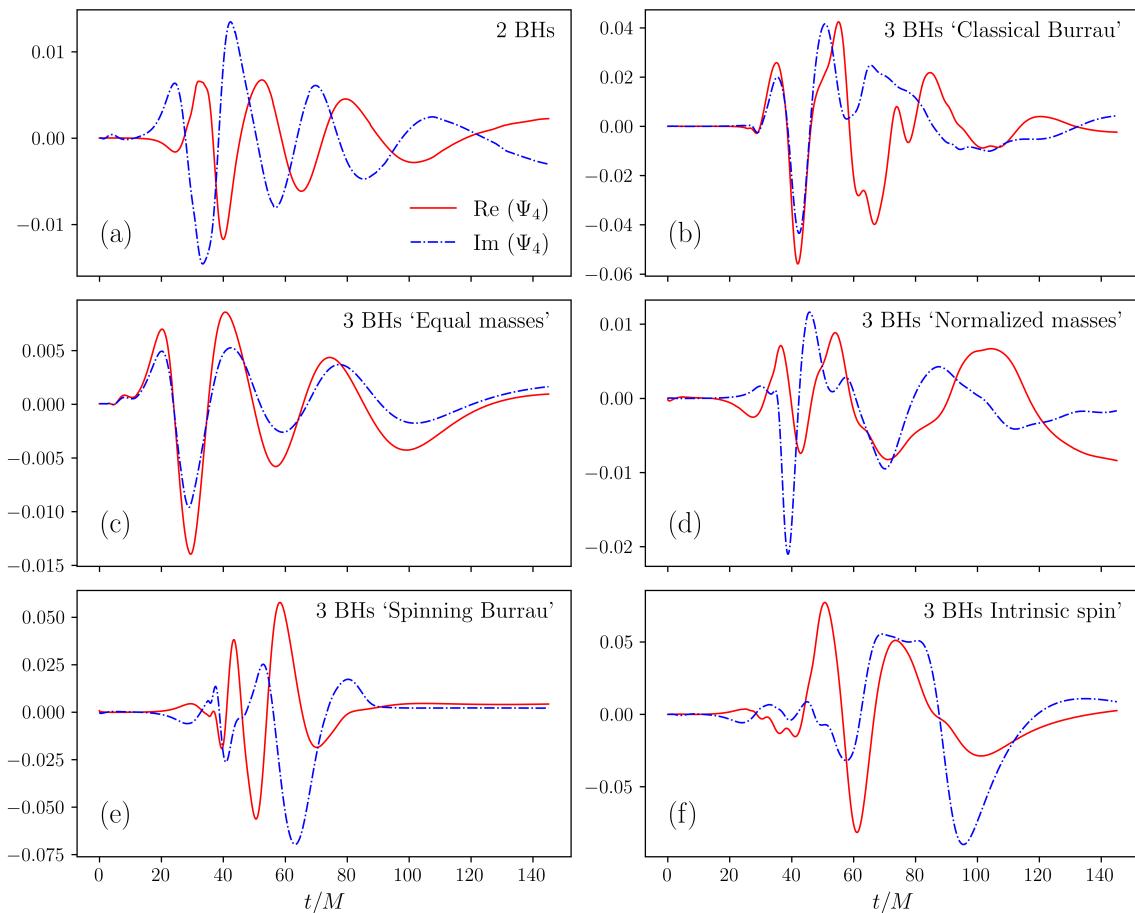 2 BHs
0.01
0.00
−0.01
(a)
Re (Ψ₄)
Im (Ψ₄)
3 BHs ‘Classical Burrau’
0.04
0.02
0.00
−0.02
−0.04
−0.06
(b)
3 BHs ‘Equal masses’
0.005
0.000
−0.005
−0.010
−0.015
(c)
3 BHs ‘Normalized masses’
0.01
0.00
−0.01
−0.02
(d)
3 BHs ‘Spinning Burrau’
0.050
0.025
0.000
−0.025
−0.050
−0.075
(e)
0 20 40 60 80 100 120 140
t/M
3 BHs Intrinsic spin’
0.05
0.00
−0.05
(f)
0 20 40 60 80 100 120 140
t/M